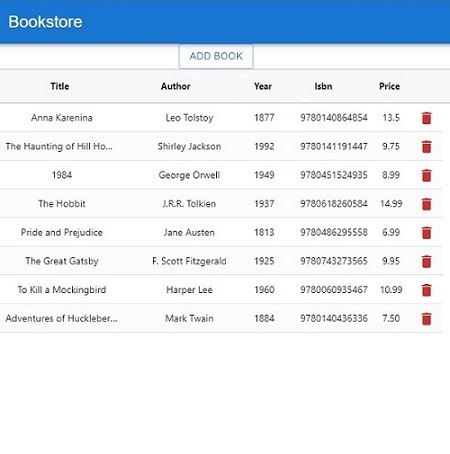 Bookstore
ADD BOOK
Title Author Year Isbn Price
Anna Karenina Leo Tolstoy 1877 9780140864854 13.5
The Haunting of Hill Ho... Shirley Jackson 1992 9780141191447 9.75
1984 George Orwell 1949 9780451524935 8.99
The Hobbit J.R.R. Tolkien 1937 9780618260584 14.99
Pride and Prejudice Jane Austen 1813 9780486295558 6.99
The Great Gatsby F. Scott Fitzgerald 1925 9780743273565 9.95
To Kill a Mockingbird Harper Lee 1960 9780060935467 10.99
Adventures of Huckleber... Mark Twain 1884 9780140436336 7.50